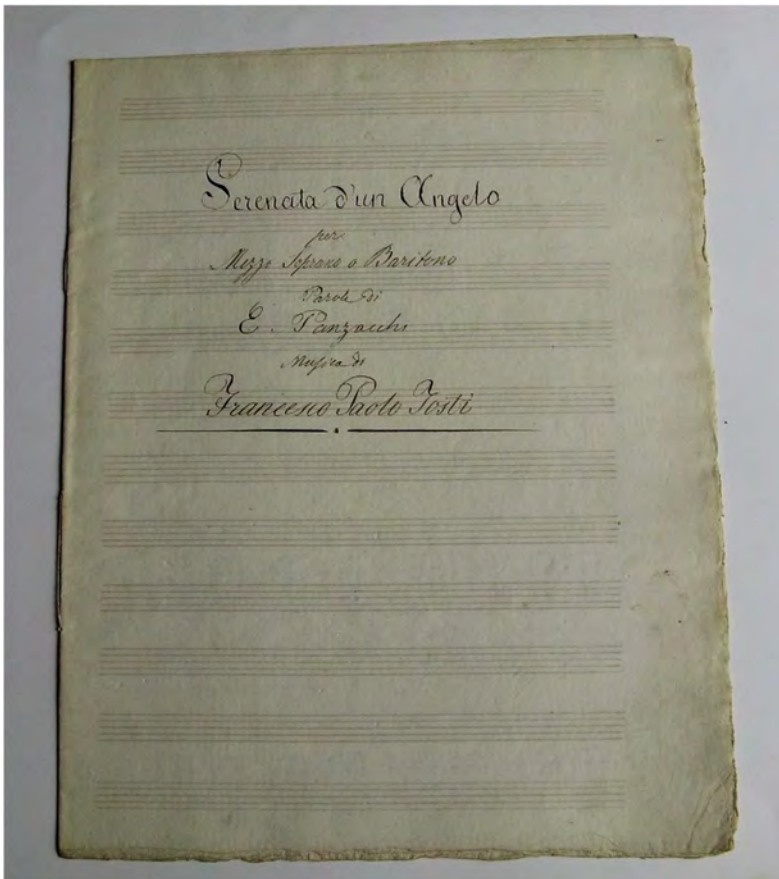 Serenata d'un Angelo
per
Mezzo Soprano o Baritono
Parole di
E. Panzacchi
Musica di
Francesco Paolo Tosti